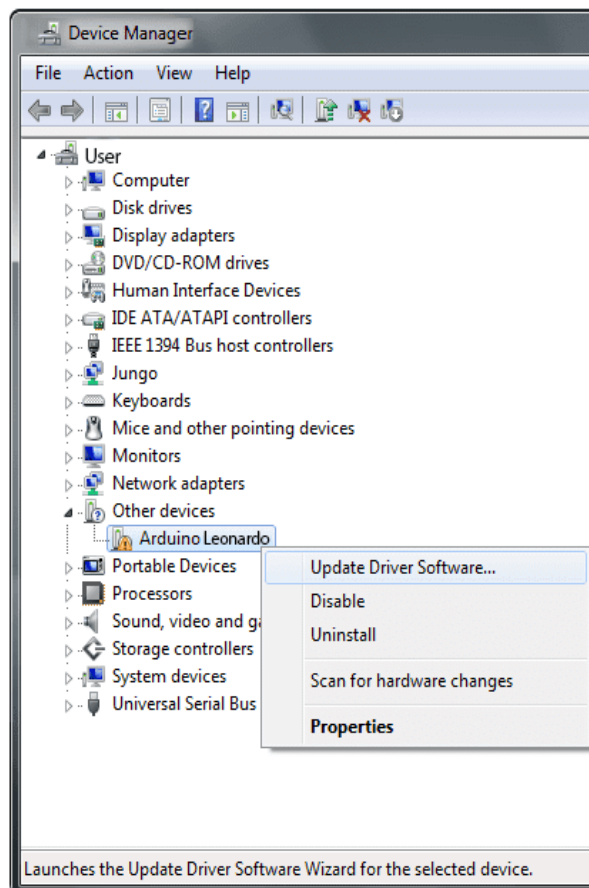 Device Manager
File Action View Help
User
Computer
Disk drives
Display adapters
DVD/CD-ROM drives
Human Interface Devices
IDE ATA/ATAPI controllers
IEEE 1394 Bus host controllers
Jungo
Keyboards
Mice and other pointing devices
Monitors
Network adapters
Other devices
Arduino Leonardo
Portable Devices
Processors
Sound, video and
Storage controllers
System devices
Universal Serial Bus
Update Driver Software...
Disable
Uninstall
Scan for hardware changes
Properties
Launches the Update Driver Software Wizard for the selected device.